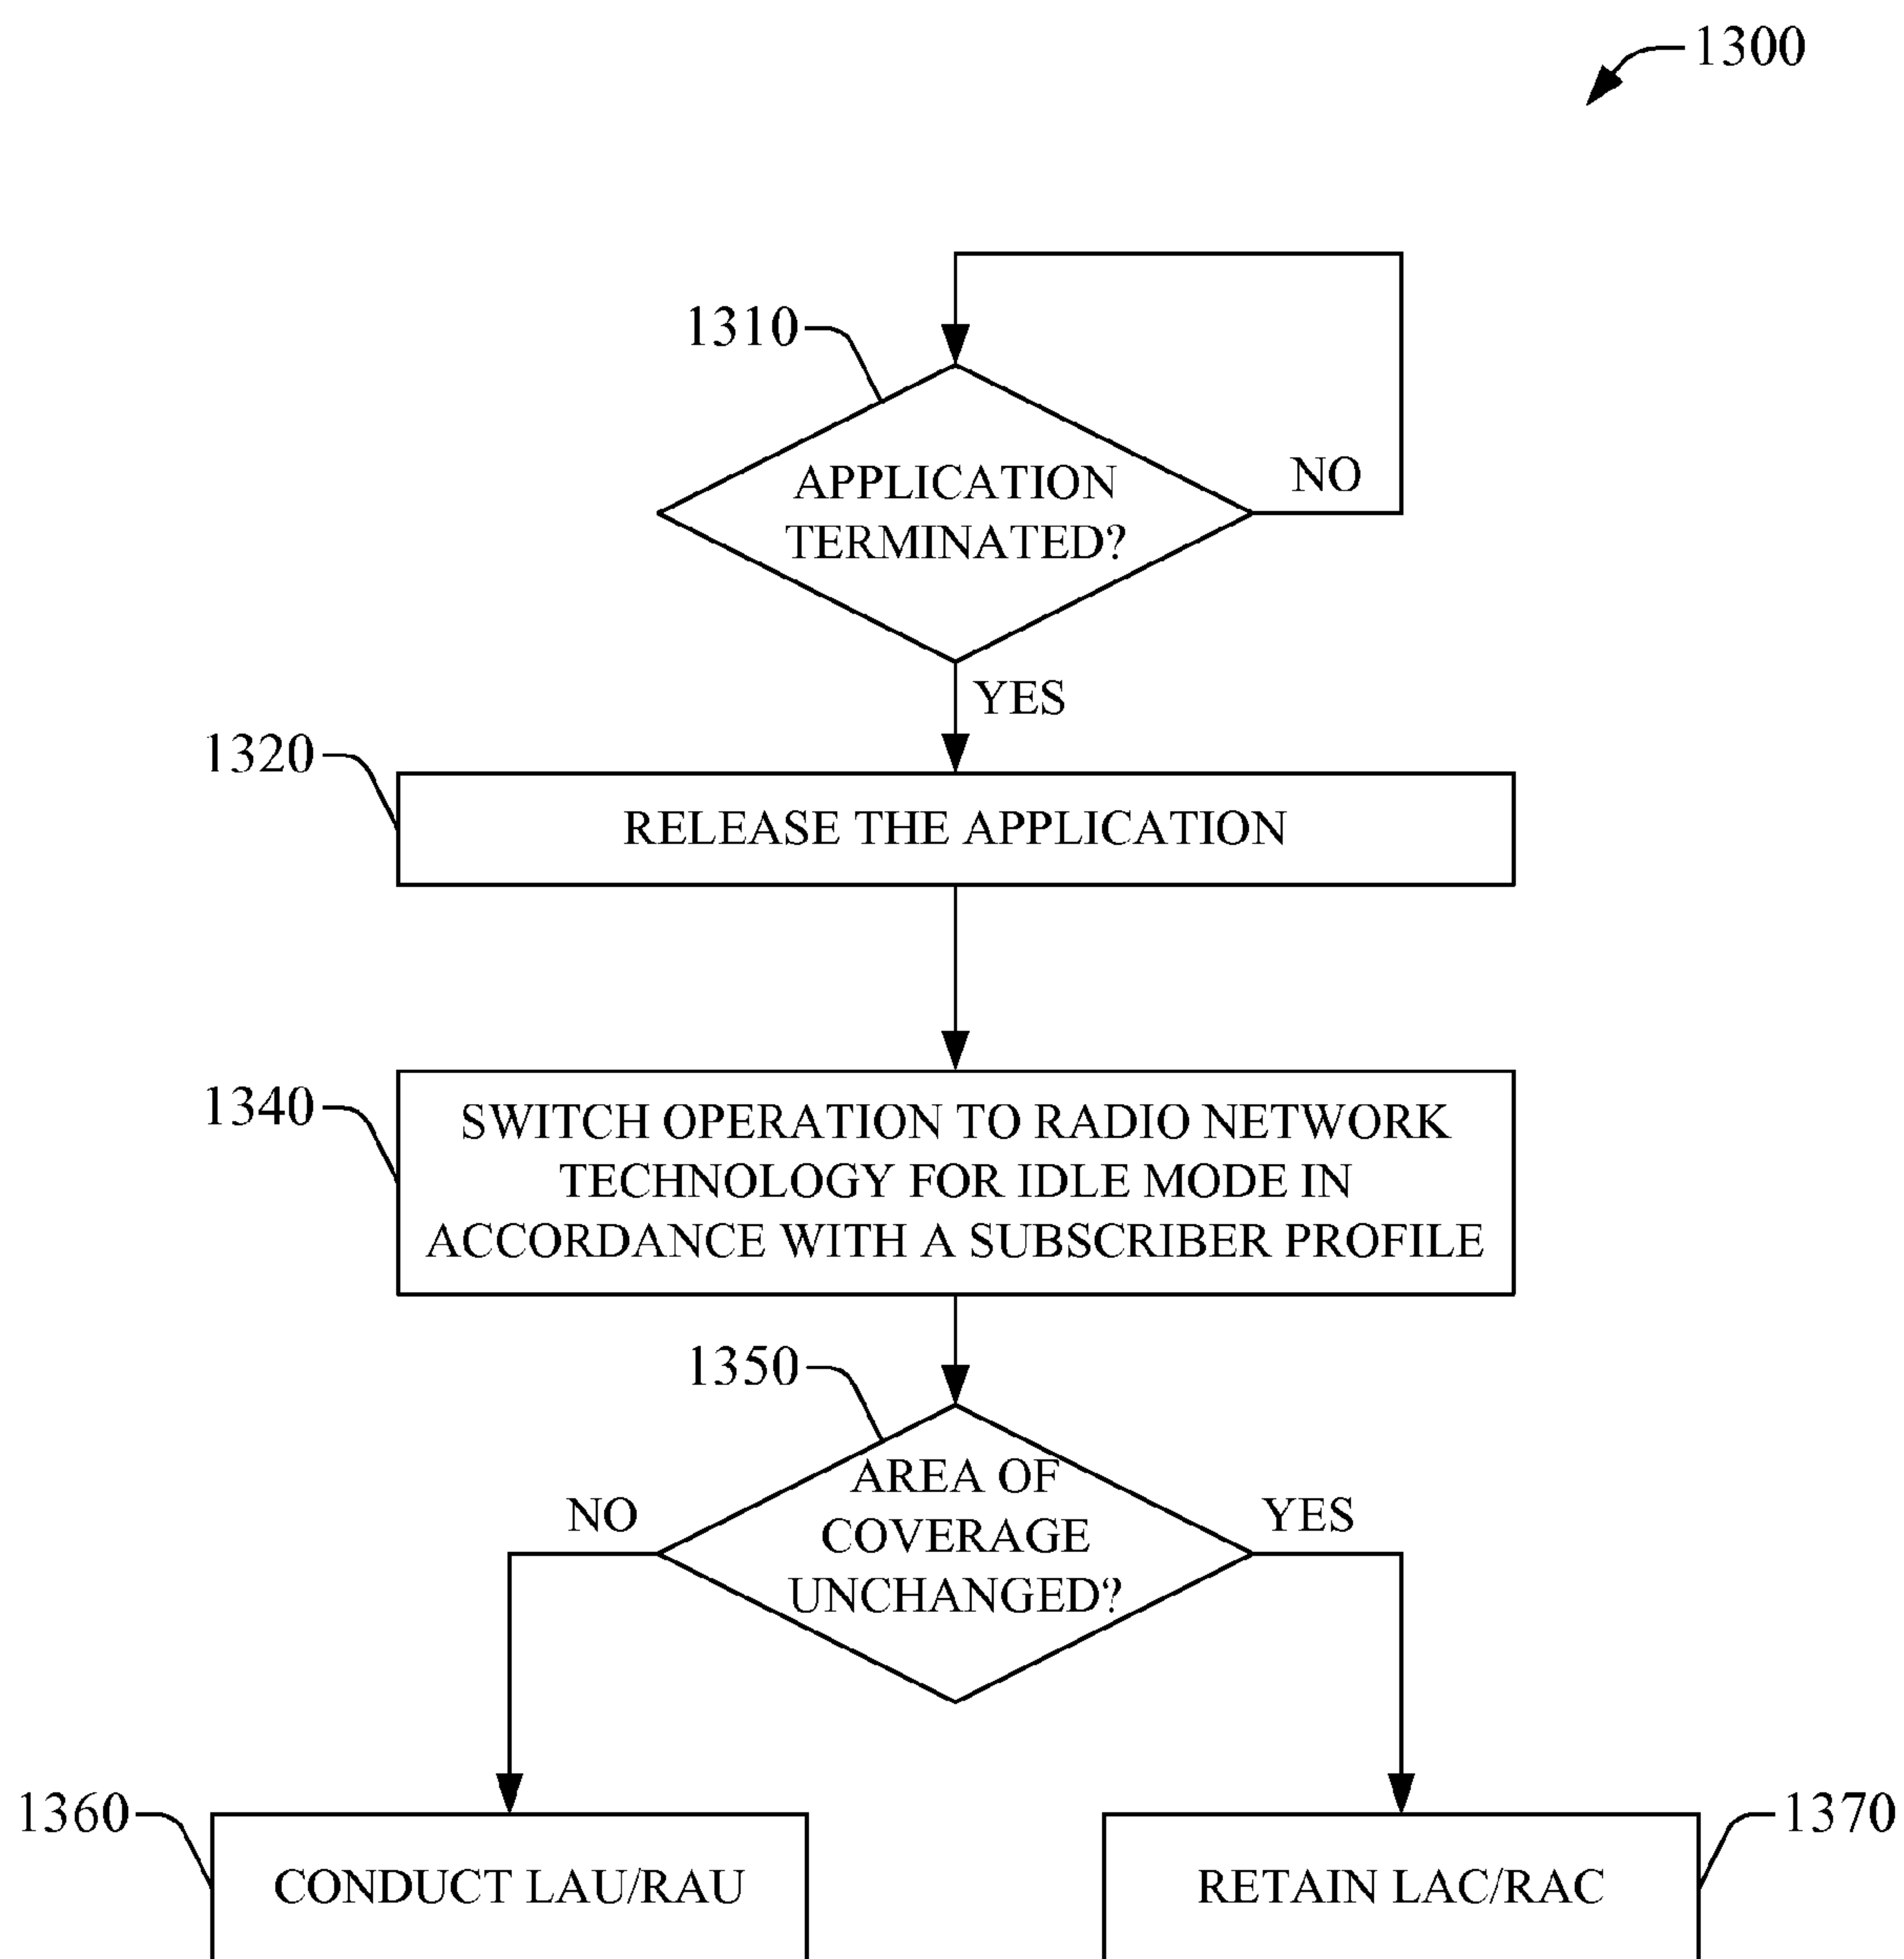 1300
1310
APPLICATION
TERMINATED?
NO
YES
1320
RELEASE THE APPLICATION
1340
SWITCH OPERATION TO RADIO NETWORK
TECHNOLOGY FOR IDLE MODE IN
ACCORDANCE WITH A SUBSCRIBER PROFILE
1350
AREA OF
COVERAGE
UNCHANGED?
NO
YES
1360
CONDUCT LAU/RAU
RETAIN LAC/RAC
1370